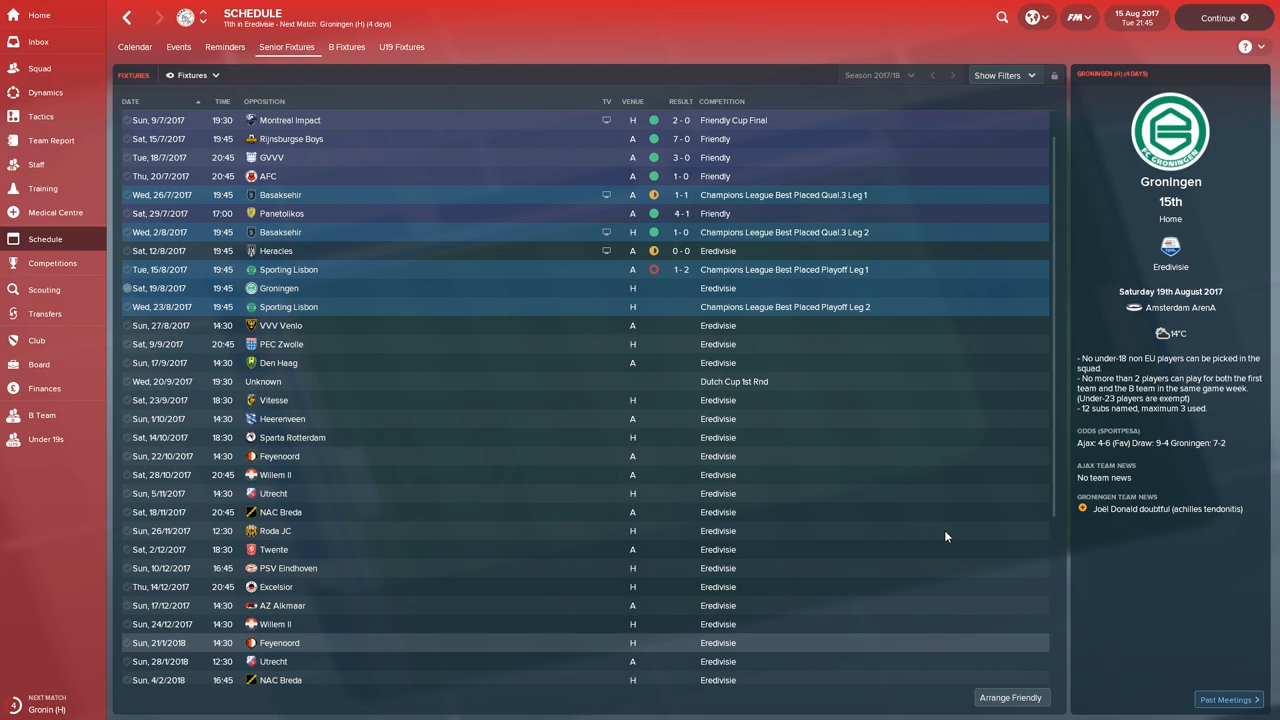 Home
Inbox
Squad
Dynamics
Tactics
Team Report
Staff
Training
Medical Centre
Schedule
Competitions
Scouting
Transfers
Club
Board
Finances
B Team
Under 19s
4
NEXT MATCH
Gronin (H)
SCHEDULE
11th in Eredivisie - Next Match: Groningen (H) (4 days)
FM
15 Aug 2017
Tue 21:45
Continue
Calendar Events Reminders Senior Fixtures B Fixtures U19 Fixtures
?
FIXTURES Fixtures Season 2017/18 Show Filters
DATE TIME OPPOSITION TV VENUE RESULT COMPETITION
Sun, 9/7/2017 19:30 Montreal Impact H 2 - 0 Friendly Cup Final
Sat, 15/7/2017 19:45 Rijnsburgse Boys A 7 - 0 Friendly
Tue, 18/7/2017 20:45 GVVV A 3 - 0 Friendly
Thu, 20/7/2017 20:45 AFC A 1 - 0 Friendly
Wed, 26/7/2017 19:45 Basaksehir A 1 - 1 Champions League Best Placed Qual.3 Leg 1
Sat, 29/7/2017 17:00 Panetolikos A 4 - 1 Friendly
Wed, 2/8/2017 19:45 Basaksehir H 1 - 0 Champions League Best Placed Qual.3 Leg 2
Sat, 12/8/2017 19:45 Heracles A 0 - 0 Eredivisie
Tue, 15/8/2017 19:45 Sporting Lisbon A 1 - 2 Champions League Best Placed Playoff Leg 1
Sat, 19/8/2017 19:45 Groningen H Eredivisie
Wed, 23/8/2017 19:45 Sporting Lisbon H Champions League Best Placed Playoff Leg 2
Sun, 27/8/2017 14:30 VVV Venlo A Eredivisie
Sat, 9/9/2017 20:45 PEC Zwolle H Eredivisie
Sun, 17/9/2017 14:30 Den Haag A Eredivisie
Wed, 20/9/2017 19:30 Unknown Dutch Cup 1st Rnd
Sat, 23/9/2017 18:30 Vitesse H Eredivisie
Sun, 1/10/2017 14:30 Heerenveen A Eredivisie
Sat, 14/10/2017 18:30 Sparta Rotterdam H Eredivisie
Sun, 22/10/2017 14:30 Feyenoord A Eredivisie
Sat, 28/10/2017 20:45 Willem II A Eredivisie
Sun, 5/11/2017 14:30 Utrecht H Eredivisie
Sat, 18/11/2017 20:45 NAC Breda A Eredivisie
Sun, 26/11/2017 12:30 Roda JC H Eredivisie
Sat, 2/12/2017 18:30 Twente A Eredivisie
Sun, 10/12/2017 16:45 PSV Eindhoven H Eredivisie
Thu, 14/12/2017 20:45 Excelsior H Eredivisie
Sun, 17/12/2017 14:30 AZ Alkmaar A Eredivisie
Sun, 24/12/2017 14:30 Willem II H Eredivisie
Sun, 21/1/2018 14:30 Feyenoord H Eredivisie
Sun, 28/1/2018 12:30 Utrecht A Eredivisie
Sun, 4/2/2018 16:45 NAC Breda H Eredivisie
Arrange Friendly
GRONINGEN (H) (4 DAYS)
FC GRONINGEN
Groningen
15th
Home
Eredivisie
Saturday 19th August 2017
Amsterdam ArenA
14°C
- No under-18 non EU players can be picked in the
squad.
- No more than 2 players can play for both the first
team and the B team in the same game week.
(Under-23 players are exempt)
- 12 subs named, maximum 3 used.
ODDS (SPORTPESA)
Ajax: 4-6 (Fav) Draw: 9-4 Groningen: 7-2
AJAX TEAM NEWS
No team news
GRONINGEN TEAM NEWS
Joël Donald doubtful (achilles tendonitis)
Past Meetings